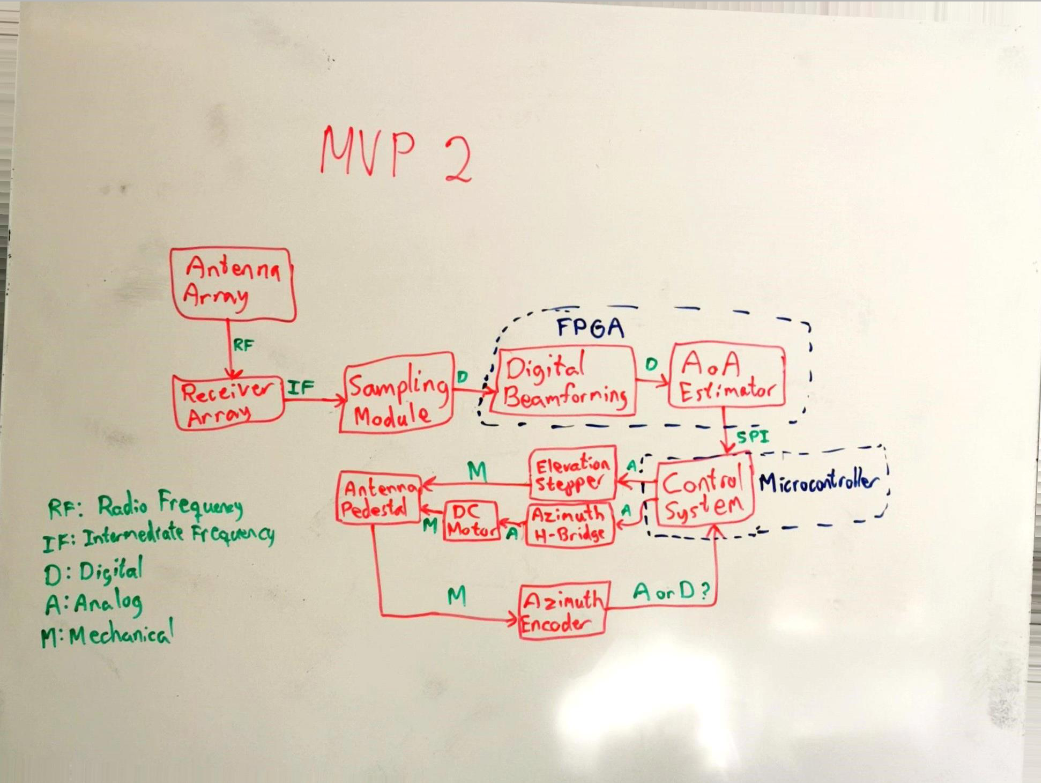 MVP 2
Antenna
Array
RF
Receiver
Array
IF
Sampling
Module
D
FPGA
Digital
Beamforming
D
AoA
Estimator
SPI
Control
System
Microcontroller
A
Elevation
Stepper
M
A
Azimuth
H-Bridge
A
DC
Motor
M
Antenna
Pedestal
M
Azimuth
Encoder
A or D?
RF: Radio Frequency
IF: Intermediate Frequency
D: Digital
A: Analog
M: Mechanical